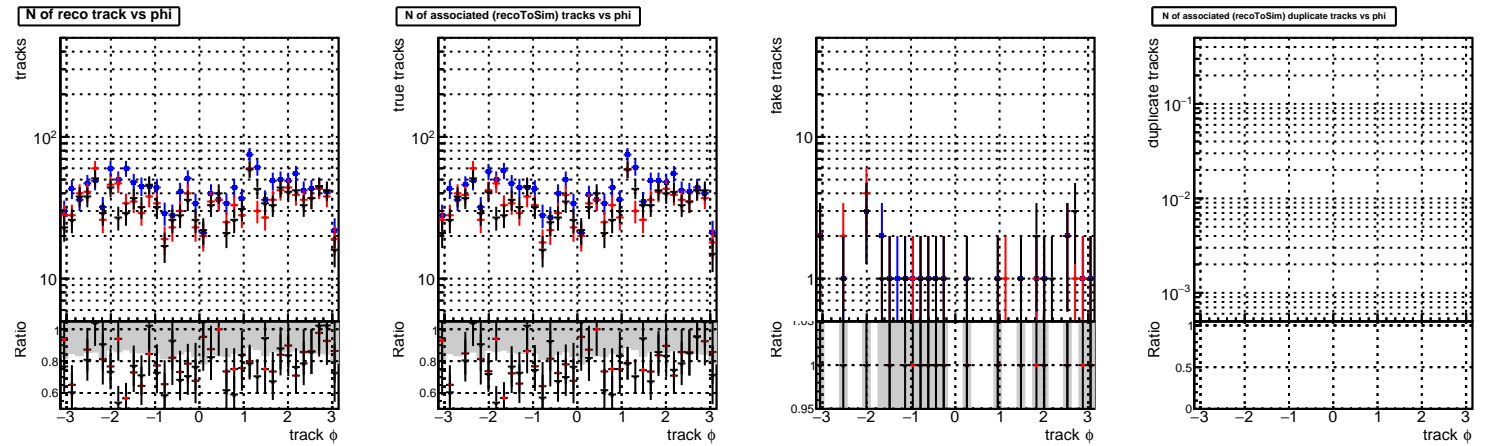 N of reco track vs phi
tracks
10²
10
Ratio
1
0.8
0.6
−3 −2 −1 0 1 2 3
track ϕ
N of associated (recoToSim) tracks vs phi
true tracks
10²
10
Ratio
1
0.8
0.6
−3 −2 −1 0 1 2 3
track ϕ
fake tracks
10
1
Ratio
1.05
0.95
−3 −2 −1 0 1 2 3
track ϕ
N of associated (recoToSim) duplicate tracks vs phi
duplicate tracks
10⁻¹
10⁻²
10⁻³
Ratio
1
0.5
0
−3 −2 −1 0 1 2 3
track ϕ